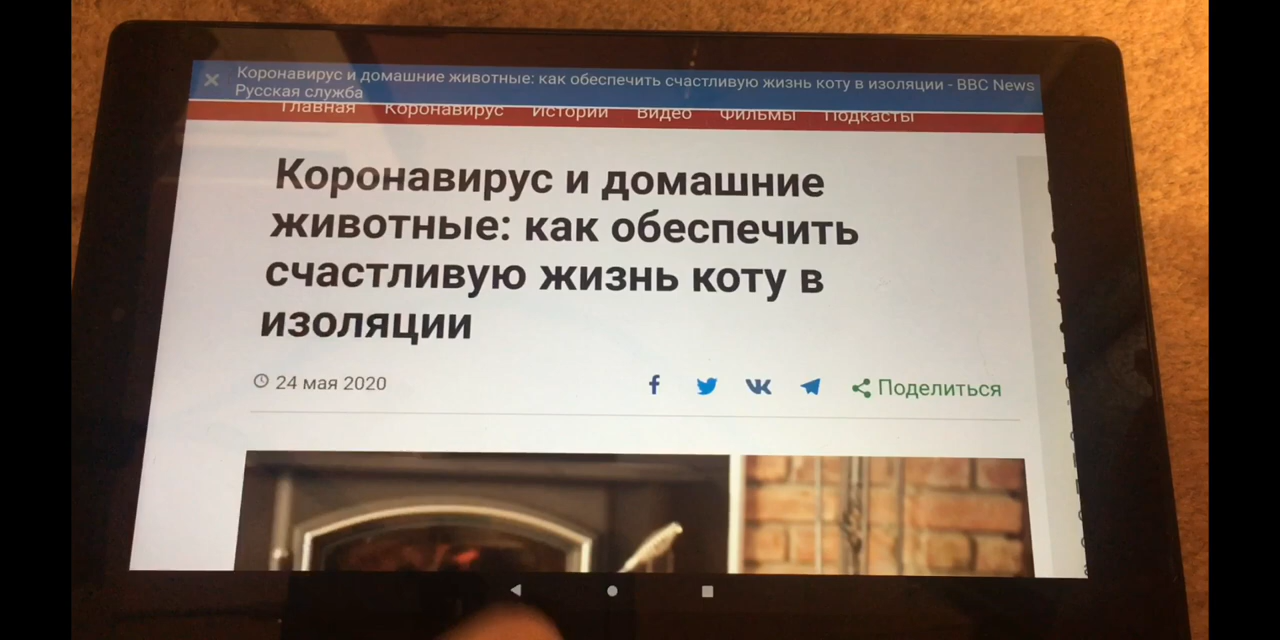 Коронавирус и домашние животные: как обеспечить счастливую жизнь коту в изоляции - BBC News
Русская служба
Главная Коронавирус Истории Видео Фильмы Подкасты
Коронавирус и домашние
животные: как обеспечить
счастливую жизнь коту в
изоляции
24 мая 2020
Поделиться